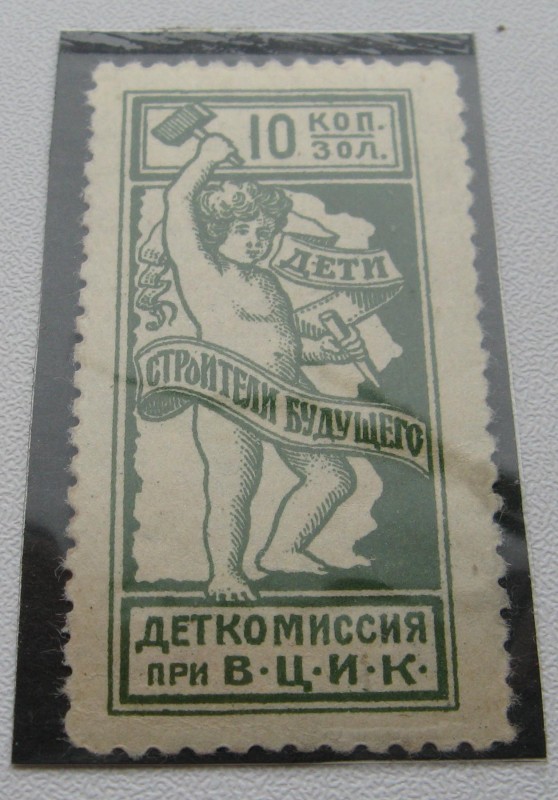 10 КОП.
ЗОЛ.
ДЕТИ
СТРОИТЕЛИ БУДУЩЕГО
ДЕТКОМИССИЯ
ПРИ В·Ц·И·К·